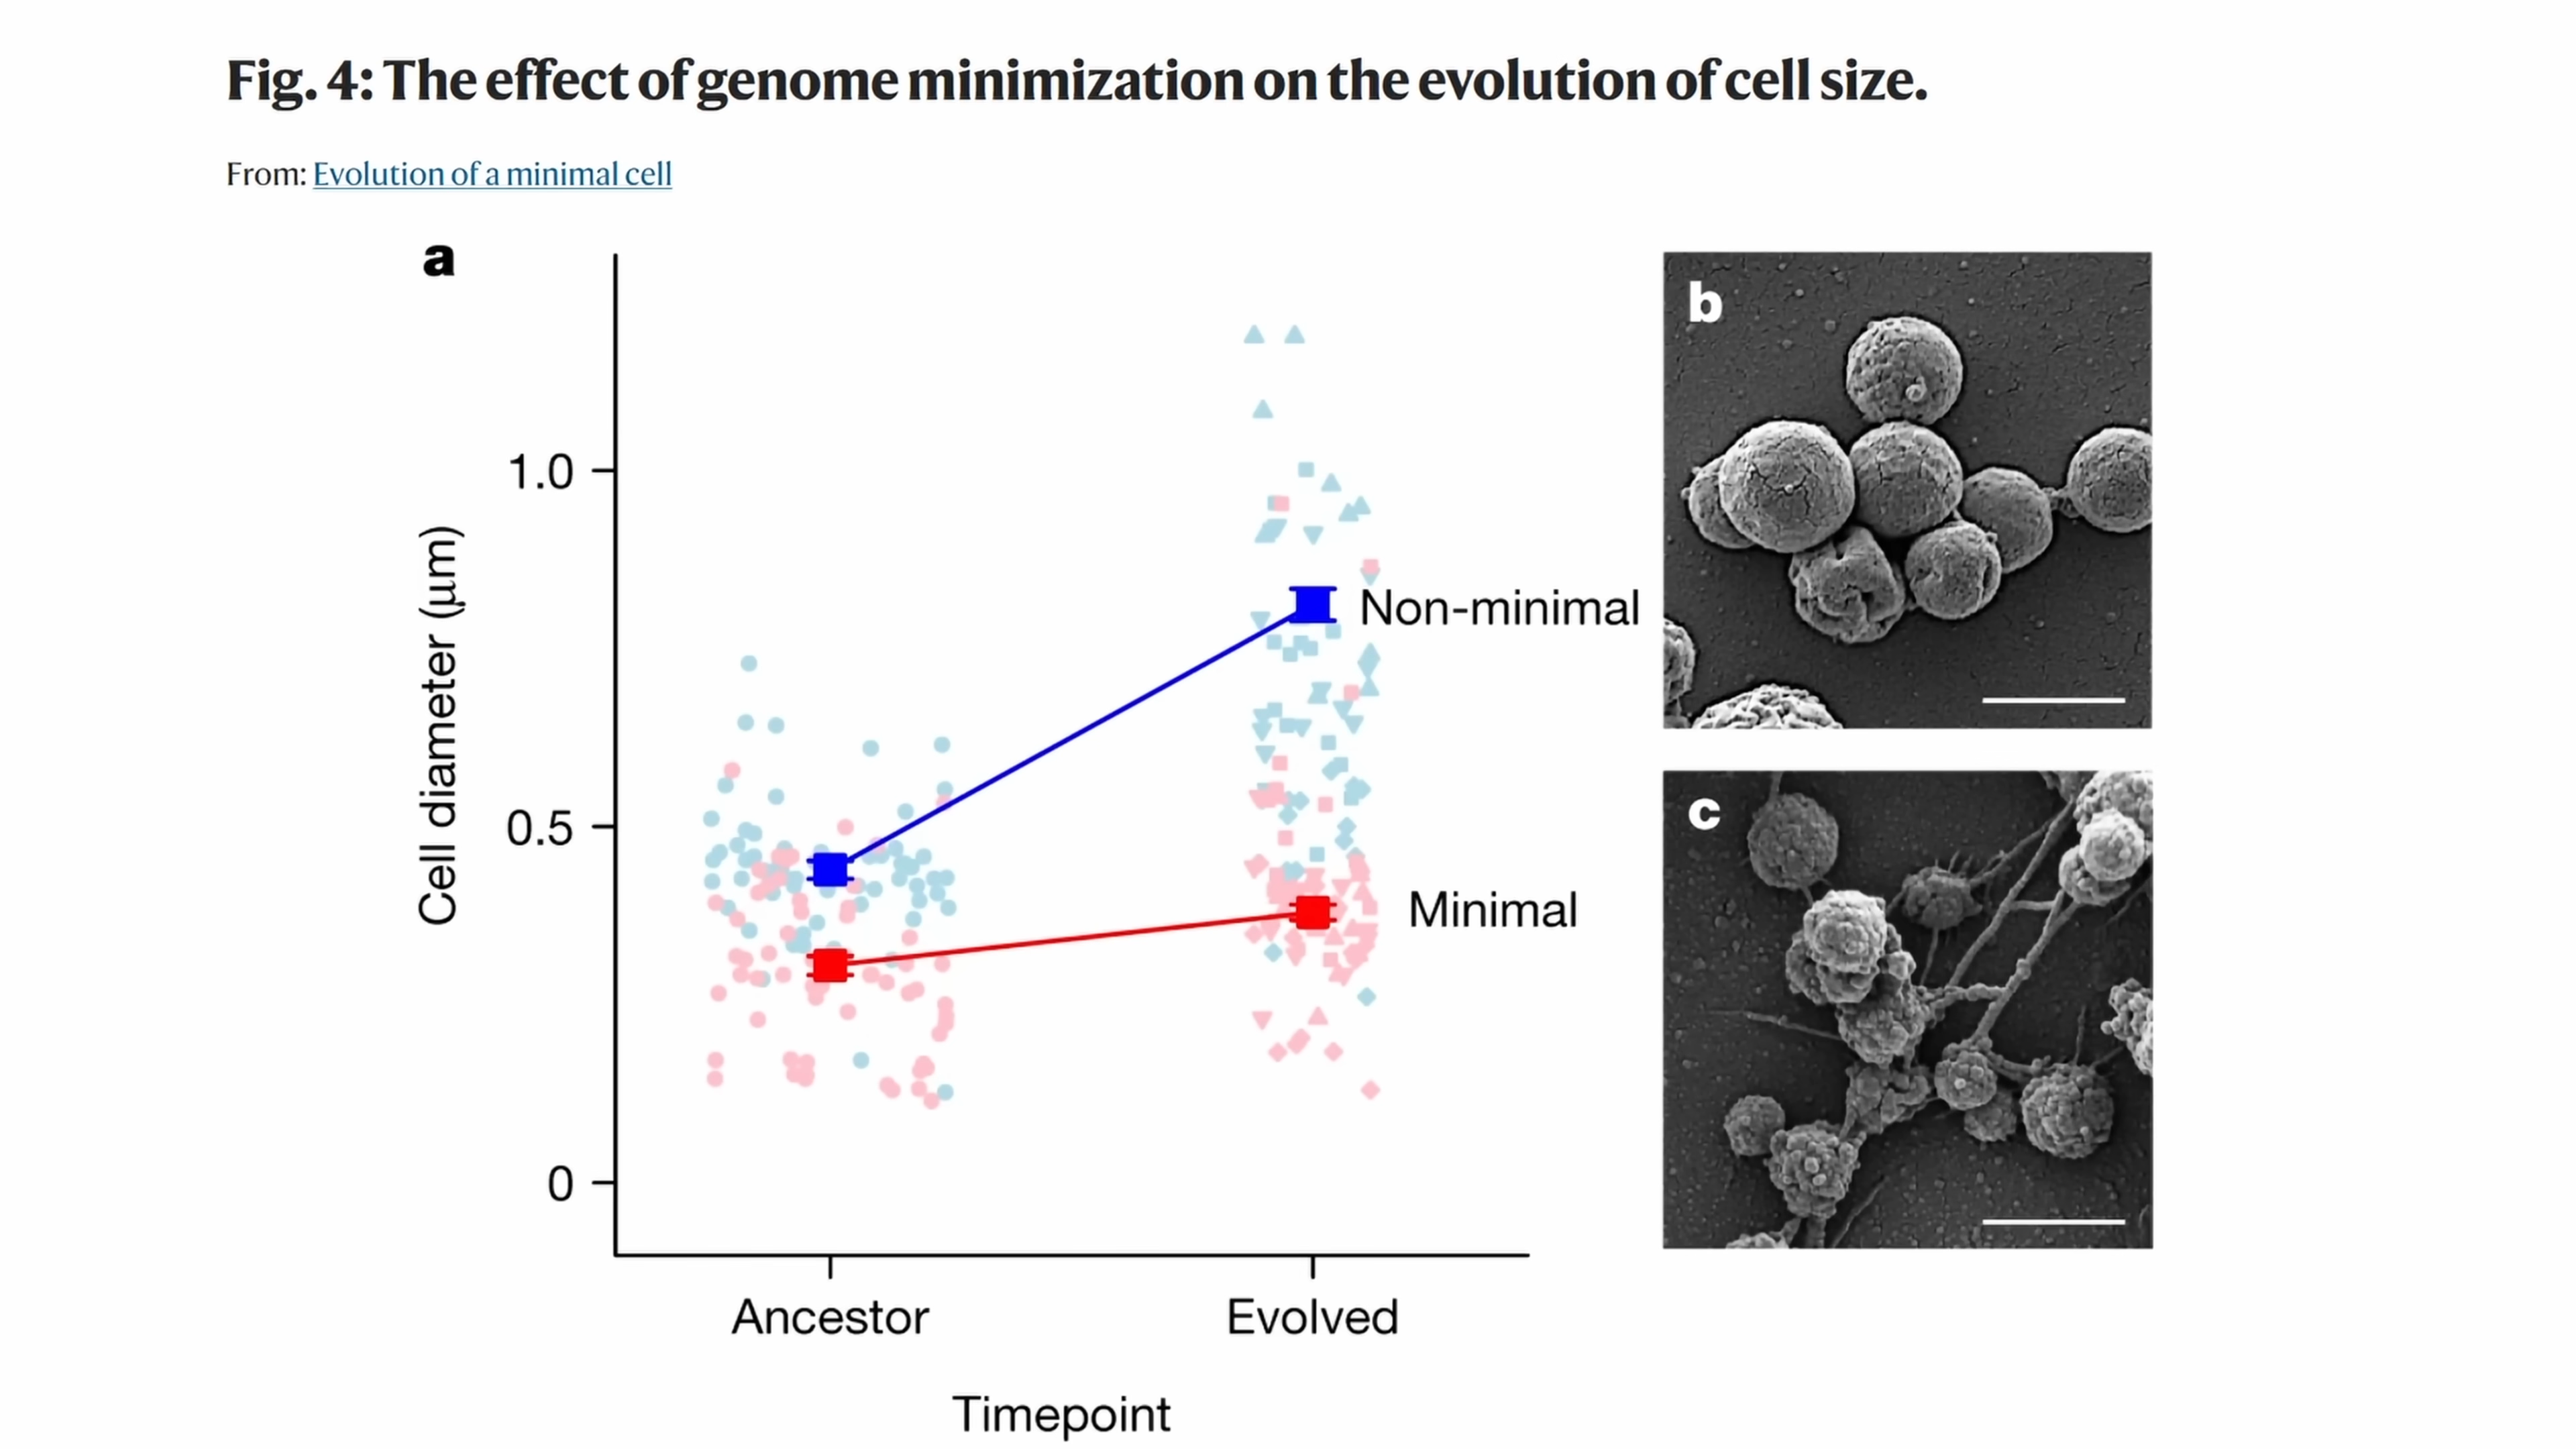 Fig. 4: The effect of genome minimization on the evolution of cell size.
From: Evolution of a minimal cell
a
b
c
Cell diameter (μm)
1.0
0.5
0
Non-minimal
Minimal
Ancestor
Evolved
Timepoint